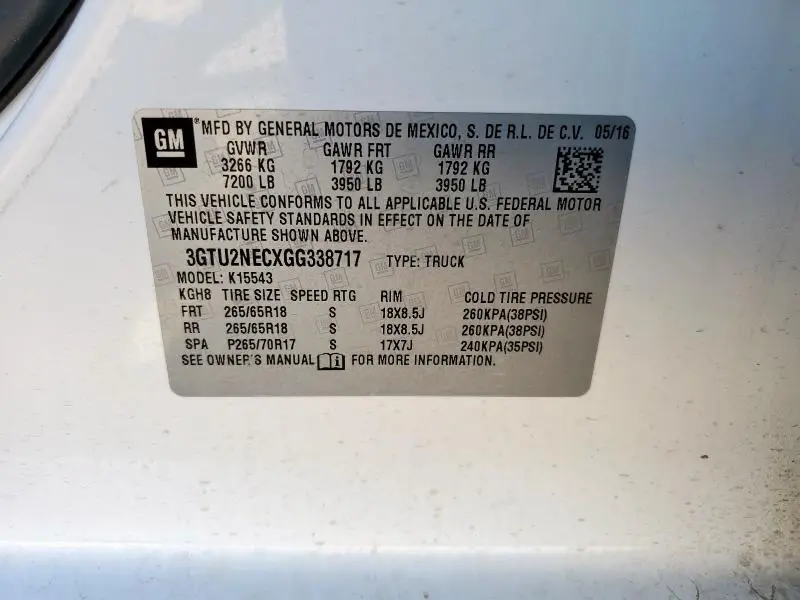 GM ® MFD BY GENERAL MOTORS DE MEXICO, S. DE R.L. DE C.V. 05/16
GVWR GAWR FRT GAWR RR
3266 KG 1792 KG 1792 KG
7200 LB 3950 LB 3950 LB
THIS VEHICLE CONFORMS TO ALL APPLICABLE U.S. FEDERAL MOTOR
VEHICLE SAFETY STANDARDS IN EFFECT ON THE DATE OF
MANUFACTURE SHOWN ABOVE.
3GTU2NECXGG338717 TYPE: TRUCK
MODEL: K15543
KGH8 TIRE SIZE SPEED RTG RIM COLD TIRE PRESSURE
FRT 265/65R18 S 18X8.5J 260KPA(38PSI)
RR 265/65R18 S 18X8.5J 260KPA(38PSI)
SPA P265/70R17 S 17X7J 240KPA(35PSI)
SEE OWNER'S MANUAL i FOR MORE INFORMATION.